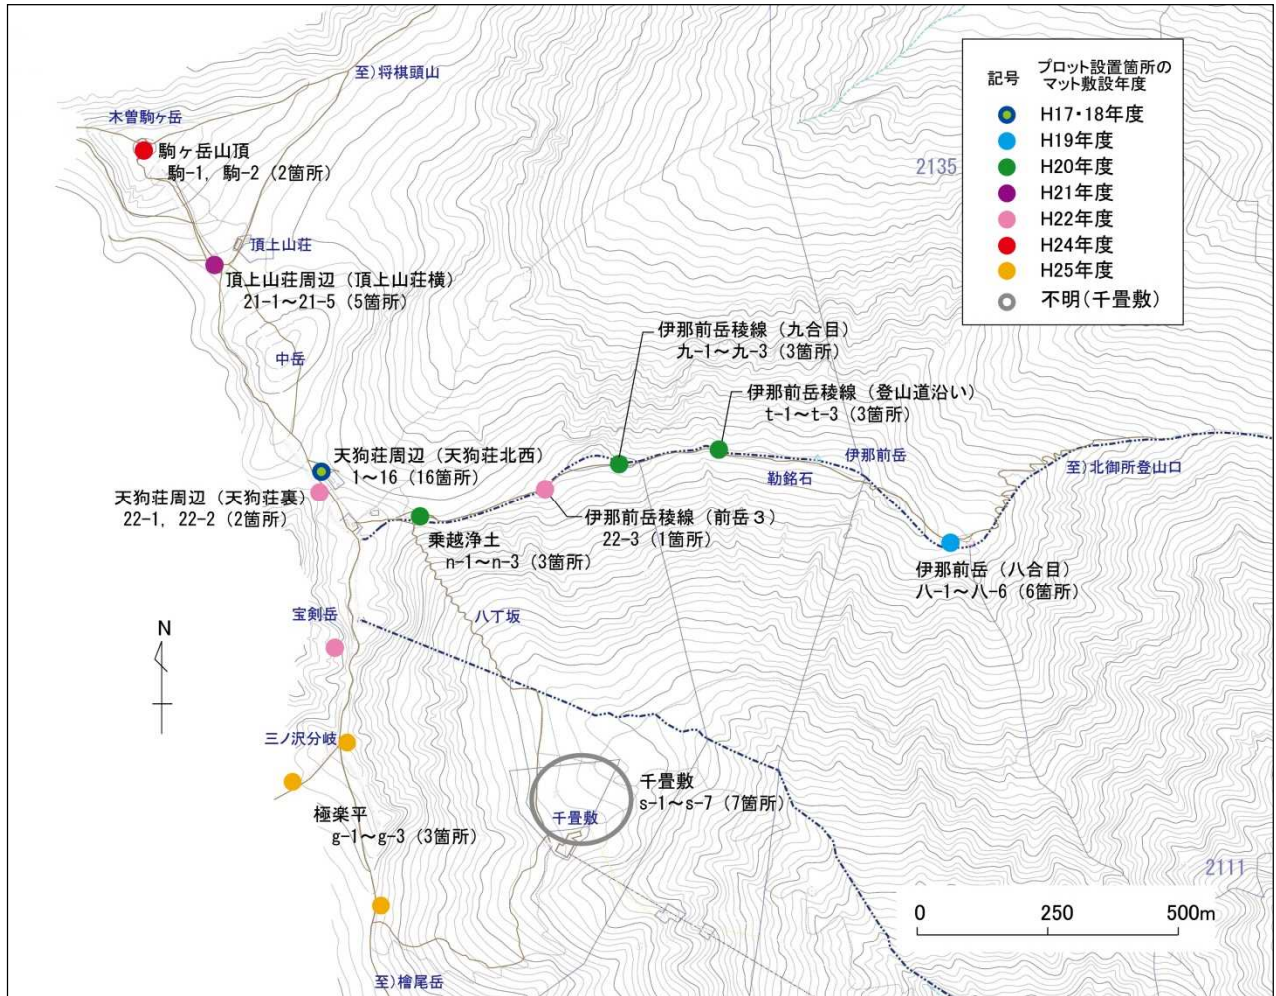 至)将棋頭山
木曽駒ヶ岳
駒ヶ岳山頂
駒-1, 駒-2（2箇所）
頂上山荘
頂上山荘周辺（頂上山荘横）
21-1～21-5（5箇所）
中岳
記号
プロット設置箇所の
マット敷設年度
H17・18年度
H19年度
H20年度
H21年度
H22年度
H24年度
H25年度
不明(千畳敷)
2135
伊那前岳稜線（九合目）
九-1～九-3（3箇所）
伊那前岳稜線（登山道沿い）
t-1～t-3（3箇所）
天狗荘周辺（天狗荘北西）
1～16（16箇所）
天狗荘周辺（天狗荘裏）
22-1, 22-2（2箇所）
伊那前岳
勒銘石
至)北御所登山口
伊那前岳稜線（前岳３）
22-3（1箇所）
乗越浄土
n-1～n-3（3箇所）
伊那前岳（八合目）
八-1～八-6（6箇所）
宝剣岳
八丁坂
N
三ノ沢分岐
極楽平
g-1～g-3（3箇所）
千畳敷
千畳敷
s-1～s-7（7箇所）
2111
0 250 500m
至)檜尾岳